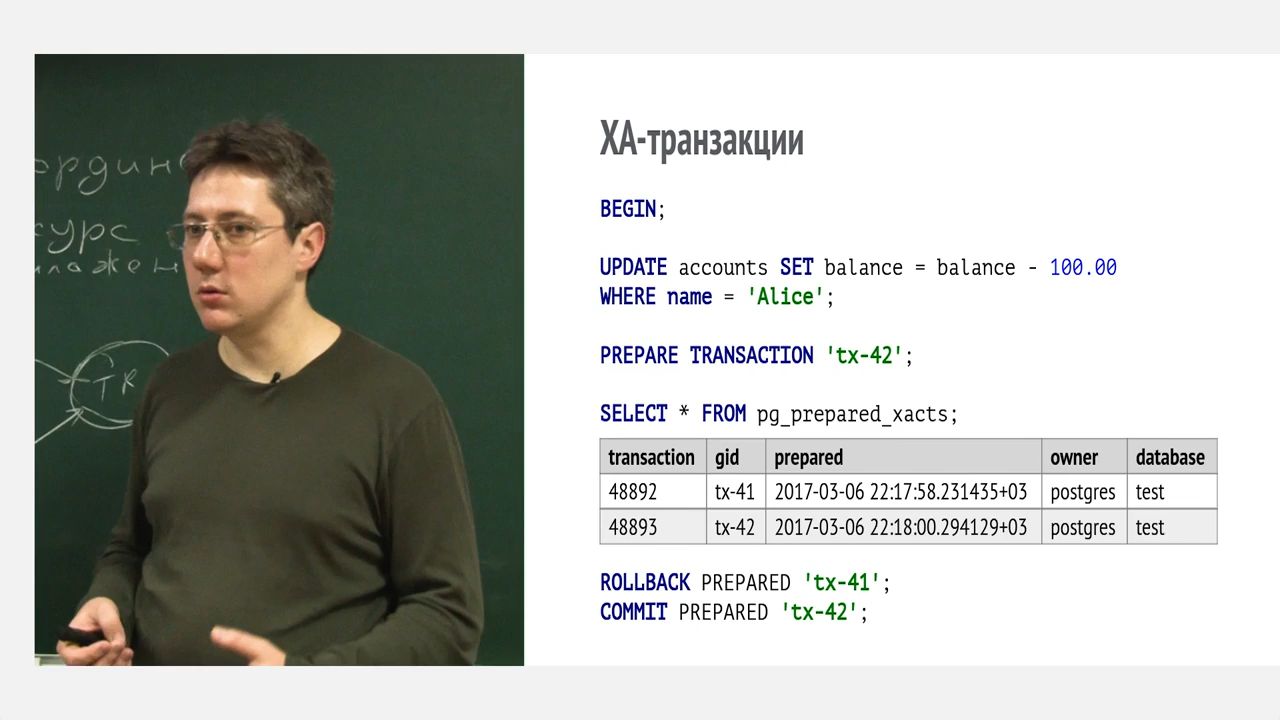 ХА-транзакции
BEGIN;
UPDATE accounts SET balance = balance - 100.00
WHERE name = 'Alice';
PREPARE TRANSACTION 'tx-42';
SELECT * FROM pg_prepared_xacts;
transaction gid prepared owner database
48892 tx-41 2017-03-06 22:17:58.231435+03 postgres test
48893 tx-42 2017-03-06 22:18:00.294129+03 postgres test
ROLLBACK PREPARED 'tx-41';
COMMIT PREPARED 'tx-42';